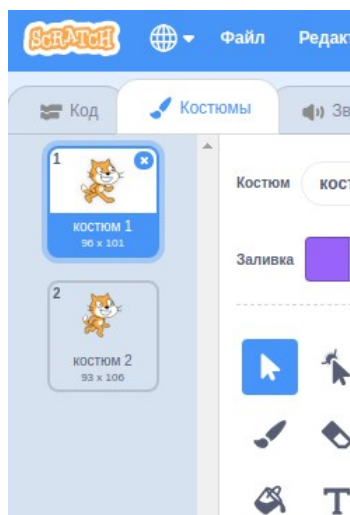 SCRATCH
Файл
Редакт
Код
Костюмы
Зв
1
костюм 1
96 x 101
2
костюм 2
93 x 106
Костюм
кост
Заливка
T